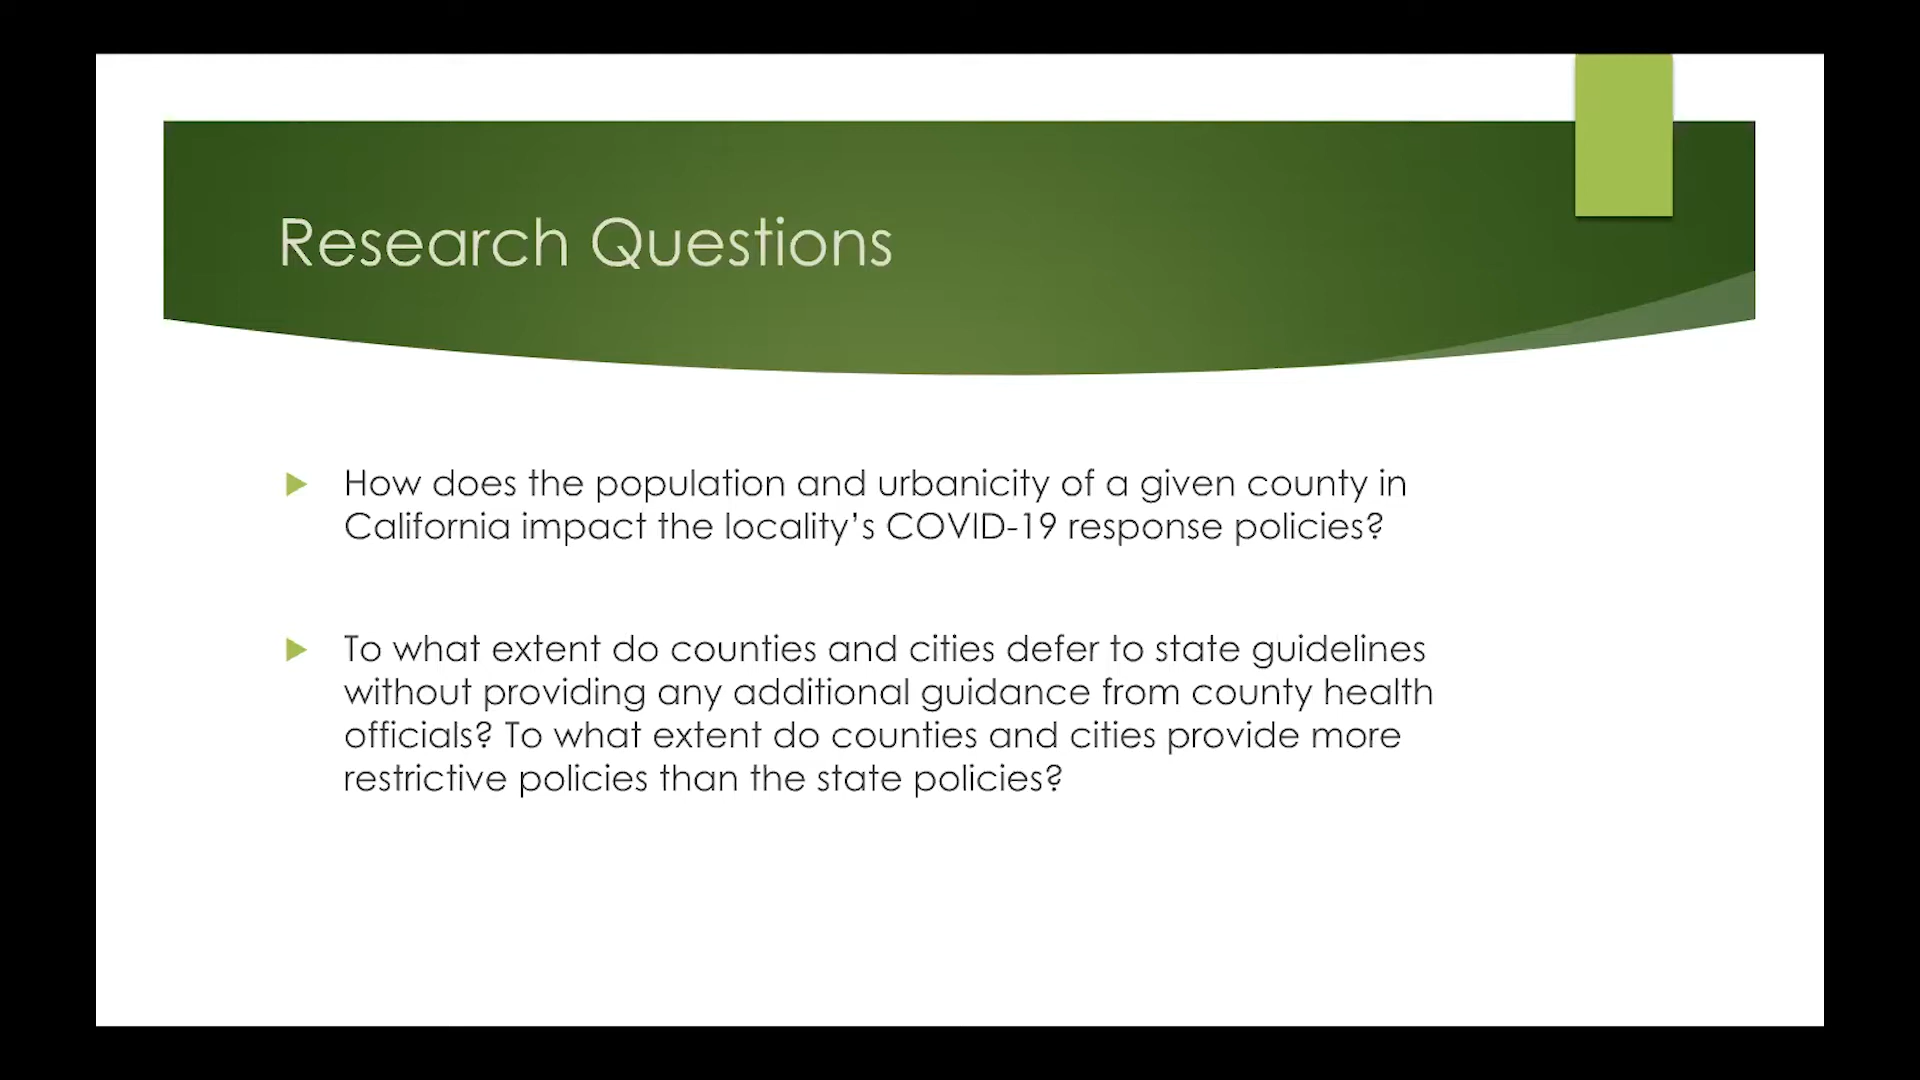 Research Questions
How does the population and urbanicity of a given county in
California impact the locality’s COVID-19 response policies?
To what extent do counties and cities defer to state guidelines
without providing any additional guidance from county health
officials? To what extent do counties and cities provide more
restrictive policies than the state policies?